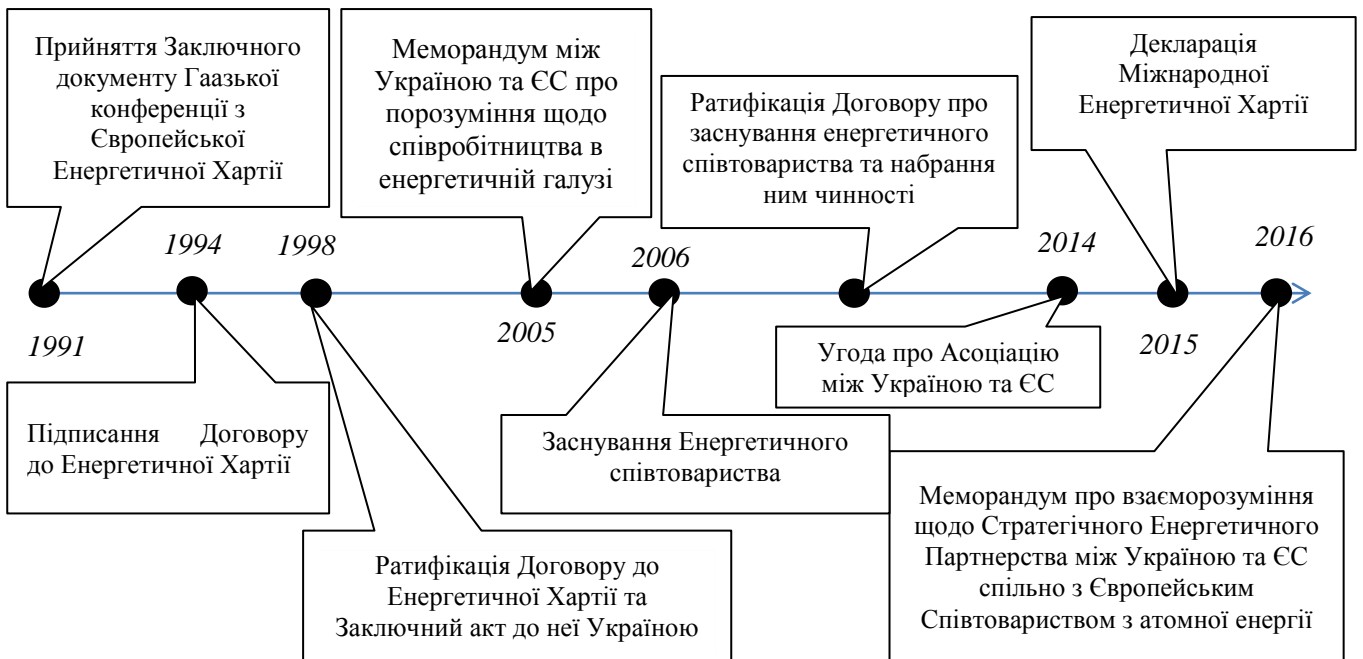 Прийняття Заключного
документу Гаазької
конференції з
Європейської
Енергетичної Хартії
Меморандум між
Україною та ЄС про
порозуміння щодо
співробітництва в
енергетичній галузі
Ратифікація Договору про
заснування енергетичного
співтовариства та набрання
ним чинності
Декларація
Міжнародної
Енергетичної Хартії
1994
1998
2006
2014
2016
1991
2005
2015
Підписання Договору
до Енергетичної Хартії
Ратифікація Договору до
Енергетичної Хартії та
Заключний акт до неї Україною
Заснування Енергетичного
співтовариства
Угода про Асоціацію
між Україною та ЄС
Меморандум про взаєморозуміння
щодо Стратегічного Енергетичного
Партнерства між Україною та ЄС
спільно з Європейським
Співтовариством з атомної енергії